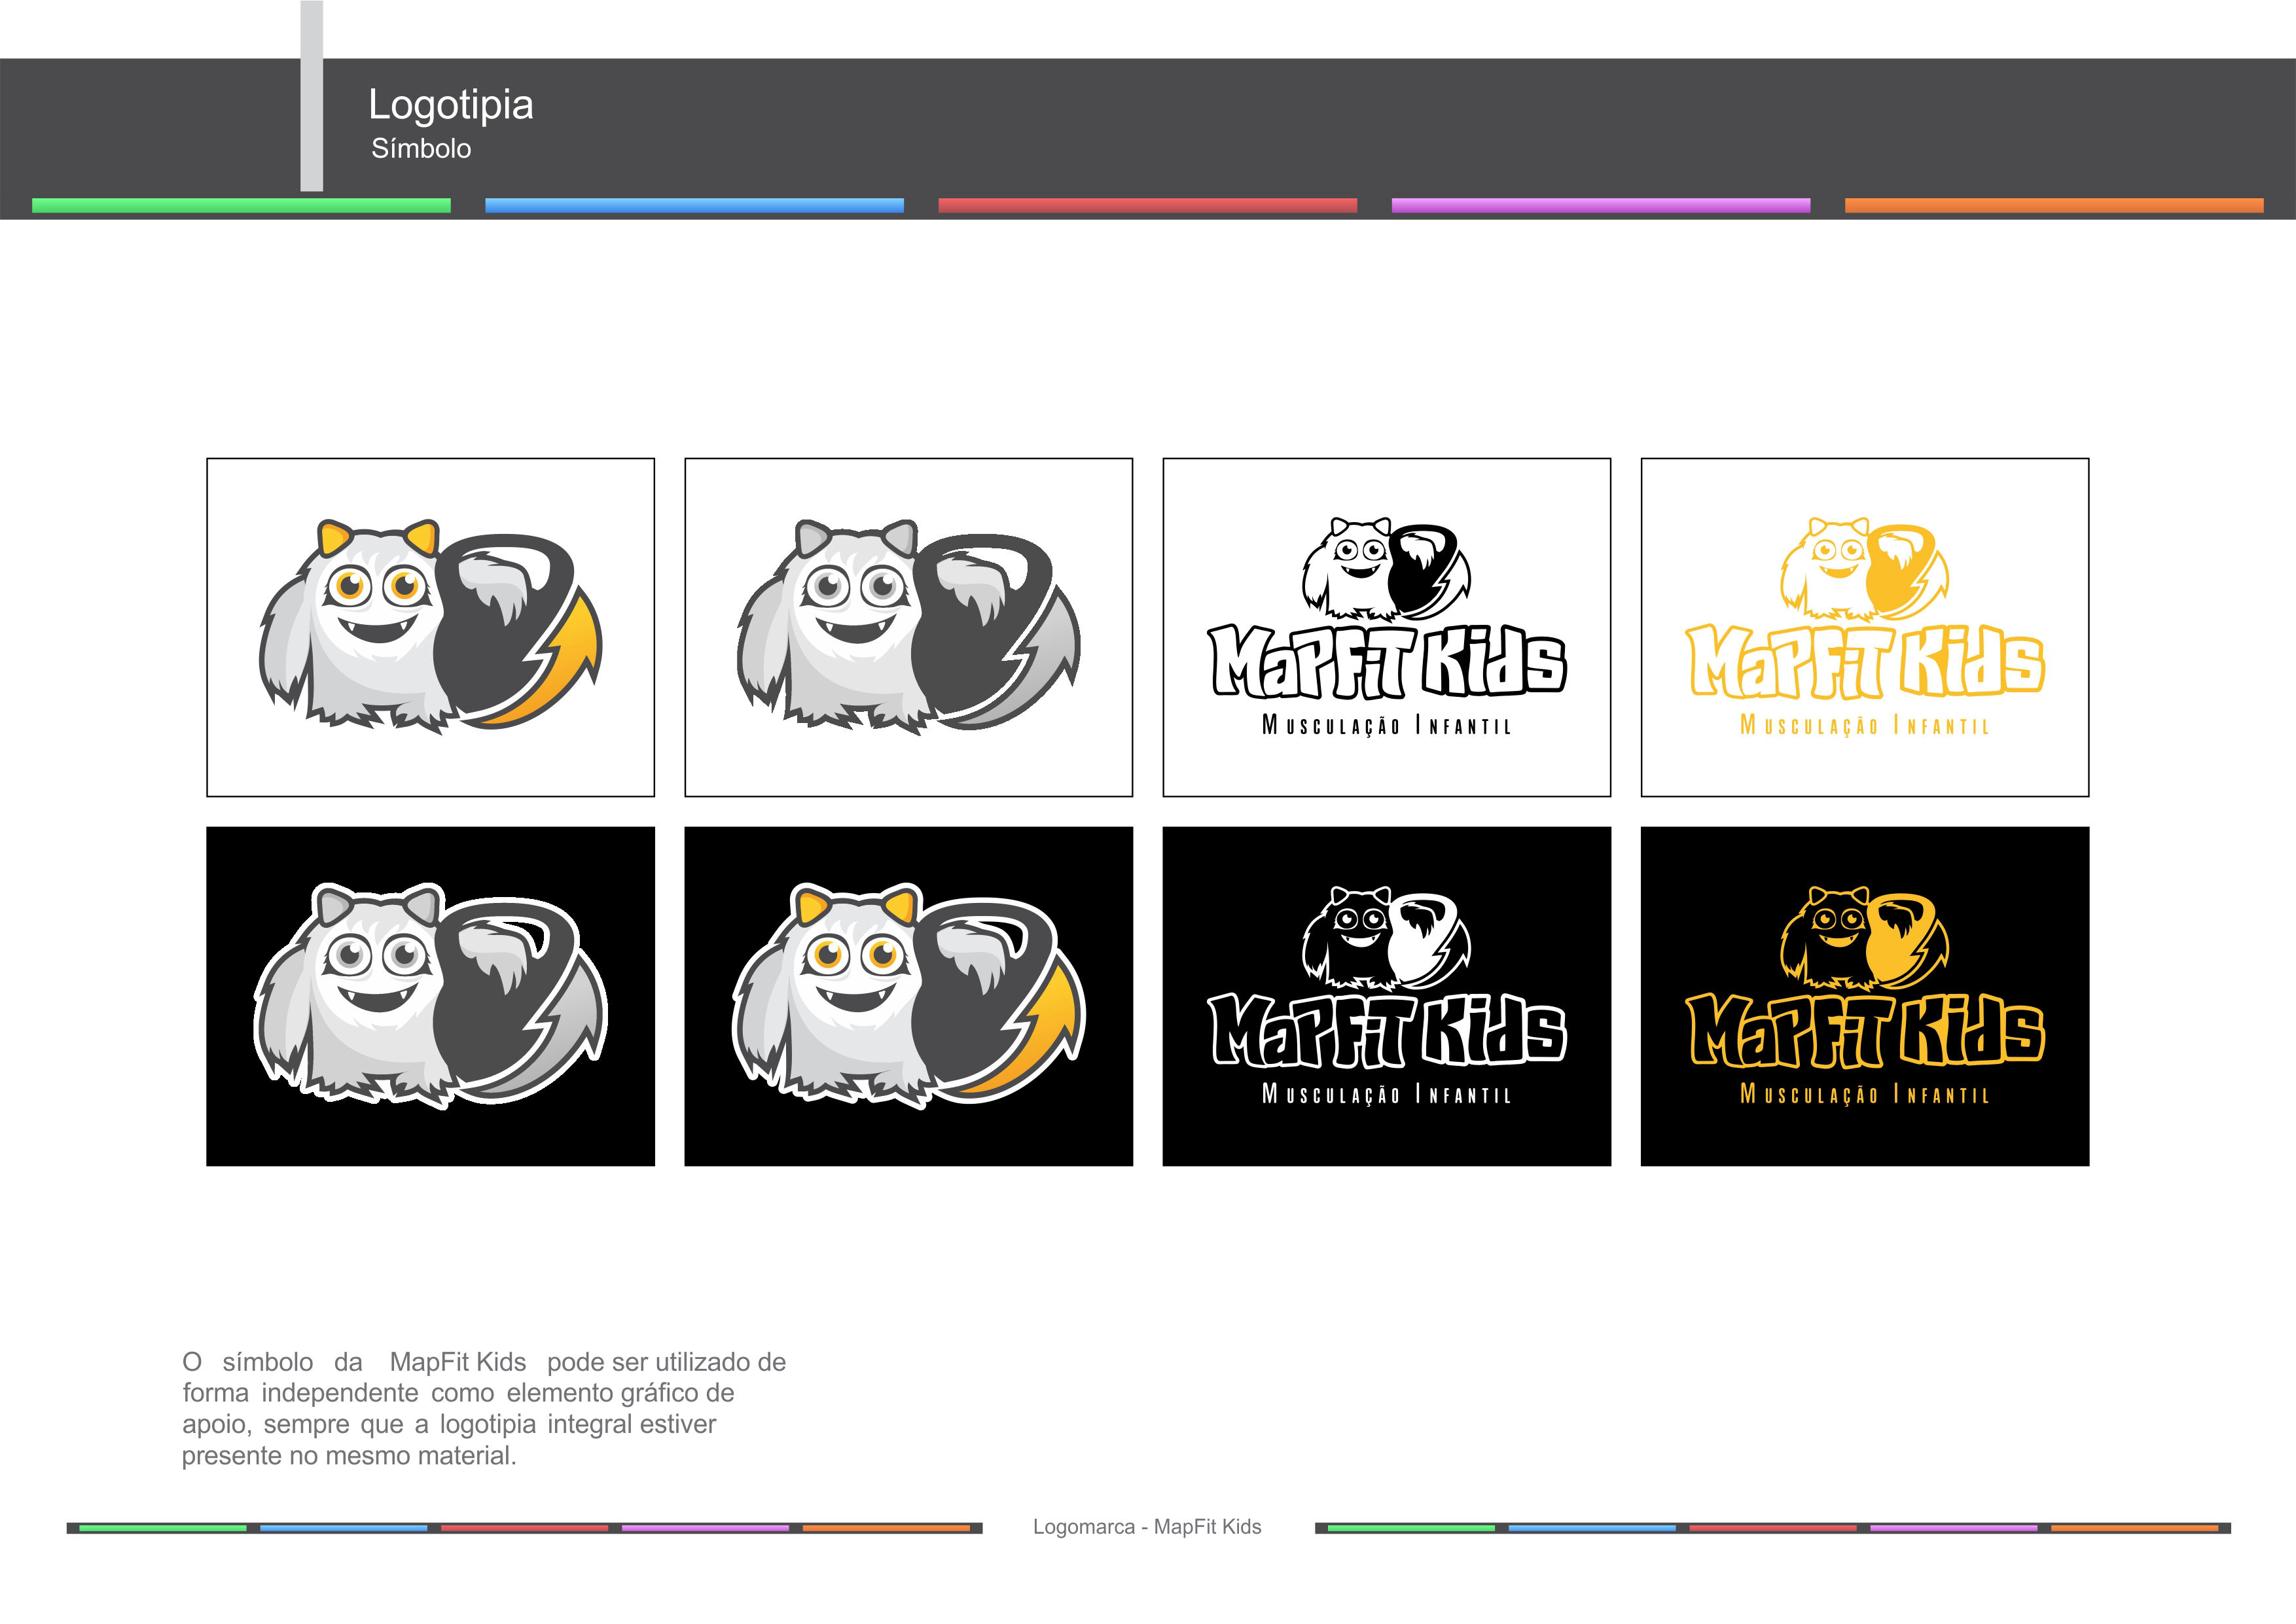 Logotipia
Símbolo
MaPFiT Kids
Musculação Infantil
MaPFiT Kids
Musculação Infantil
MaPFiT Kids
Musculação Infantil
MaPFiT Kids
Musculação Infantil
O símbolo da MapFit Kids pode ser utilizado de
forma independente como elemento gráfico de
apoio, sempre que a logotipia integral estiver
presente no mesmo material.
Logomarca - MapFit Kids